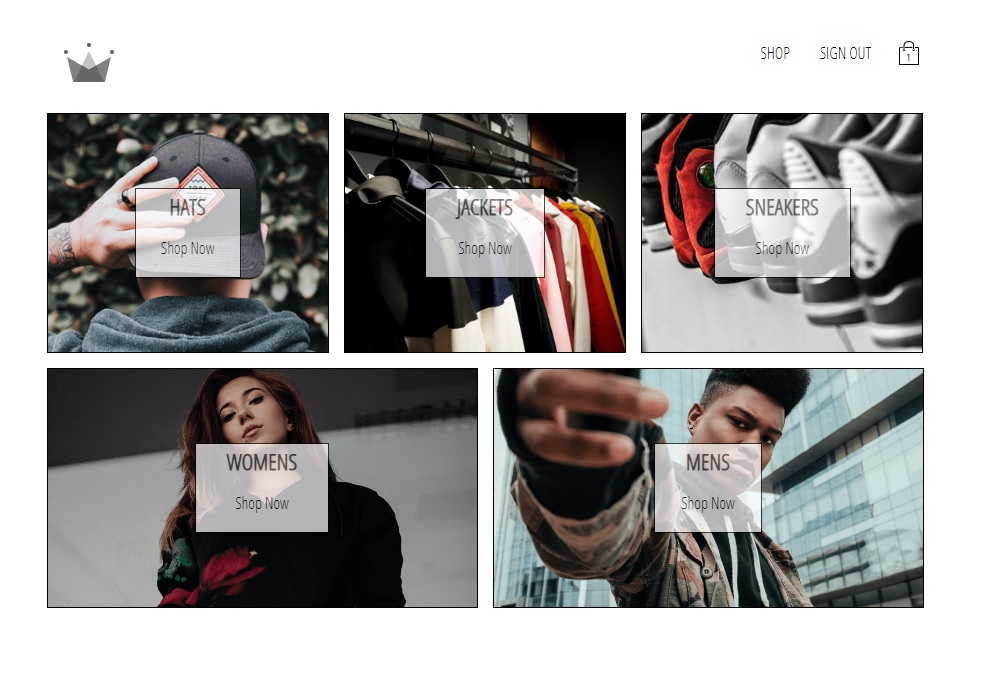 SHOP
SIGN OUT
1
HATS
Shop Now
JACKETS
Shop Now
SNEAKERS
Shop Now
WOMENS
Shop Now
MENS
Shop Now